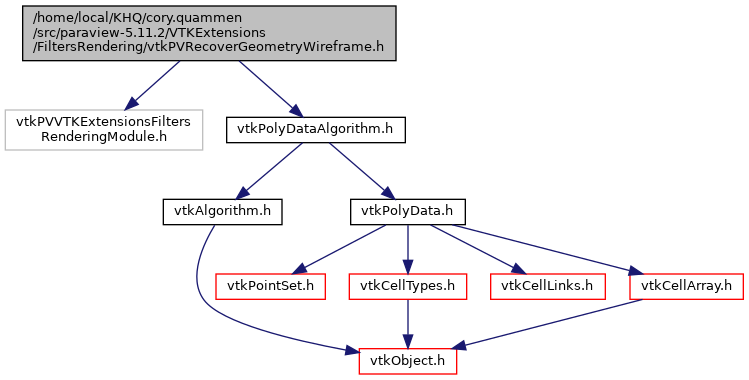 /home/local/KHQ/cory.quammen
/src/paraview-5.11.2/VTKExtensions
/FiltersRendering/vtkPVRecoverGeometryWireframe.h
vtkPVVTKExtensionsFilters
RenderingModule.h
vtkPolyDataAlgorithm.h
vtkAlgorithm.h
vtkPolyData.h
vtkPointSet.h
vtkCellTypes.h
vtkCellLinks.h
vtkCellArray.h
vtkObject.h